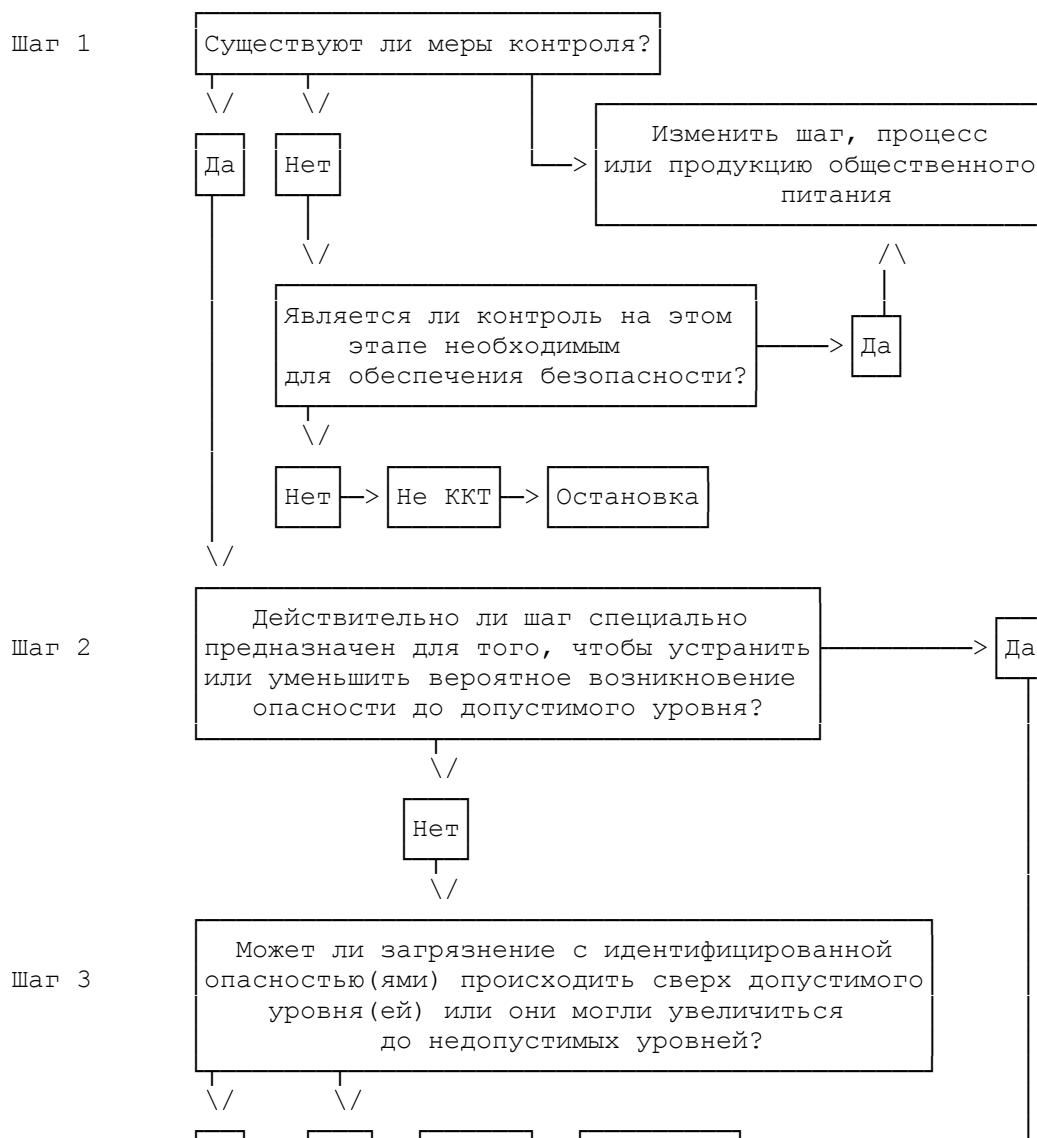 Шаг 1
Существуют ли меры контроля?
Да
Нет
Изменить шаг, процесс
или продукцию общественного
питания
Является ли контроль на этом
этапе необходимым
для обеспечения безопасности?
Да
Нет
Не ККТ
Остановка
Шаг 2
Действительно ли шаг специально
предназначен для того, чтобы устранить
или уменьшить вероятное возникновение
опасности до допустимого уровня?
Да
Нет
Шаг 3
Может ли загрязнение с идентифицированной
опасностью(ями) происходить сверх допустимого
уровня(ей) или они могли увеличиться
до недопустимых уровней?